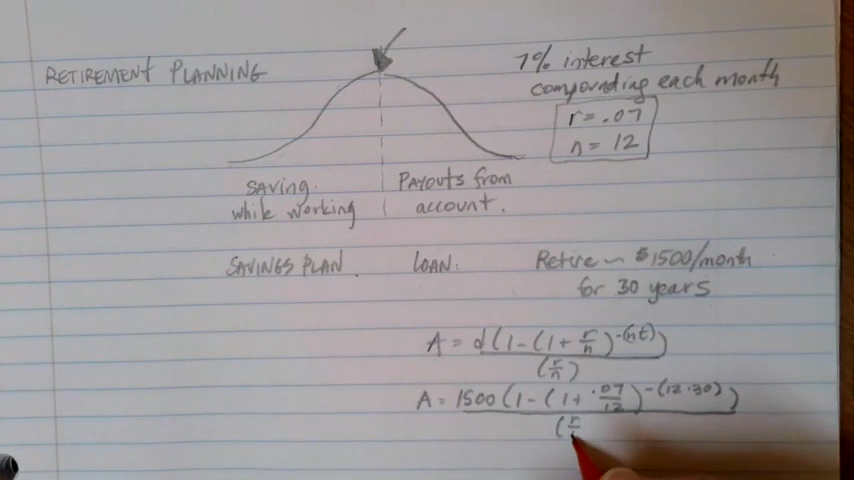 RETIREMENT PLANNING
7% interest
compounding each month
r = .07
n = 12
SAVING
while working
PAYOUTS from
account.
SAVINGS PLAN.
LOAN:
Retire ~ $1500/month
for 30 years
A = d(1-(1+r/n)^-(nt))
(r/n)
A = 1500(1-(1+.07/12)^-(12·30))
(r